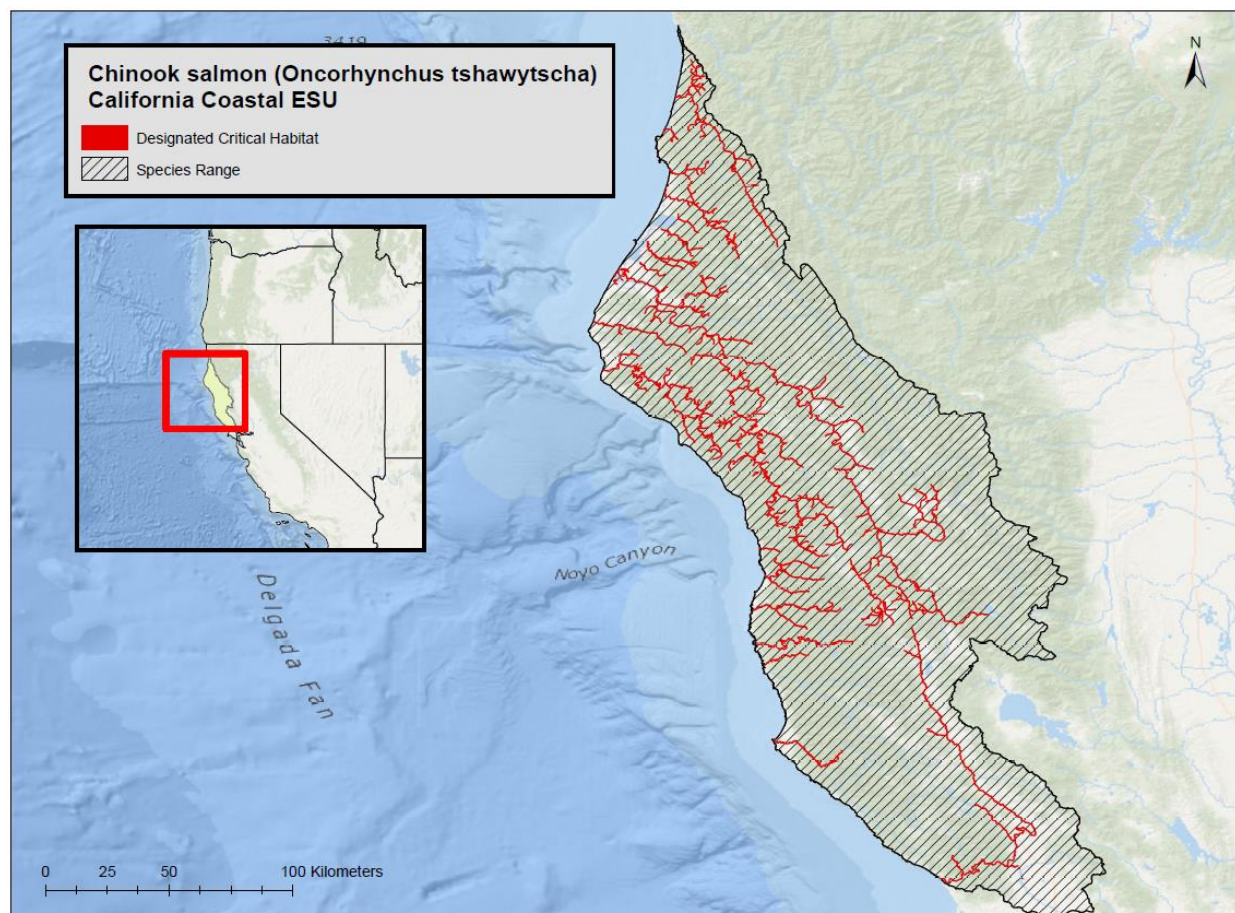 3419
Chinook salmon (Oncorhynchus tshawytscha)
California Coastal ESU
Designated Critical Habitat
Species Range
N
Noyo Canyon
Delgada Fan
0 25 50 100 Kilometers